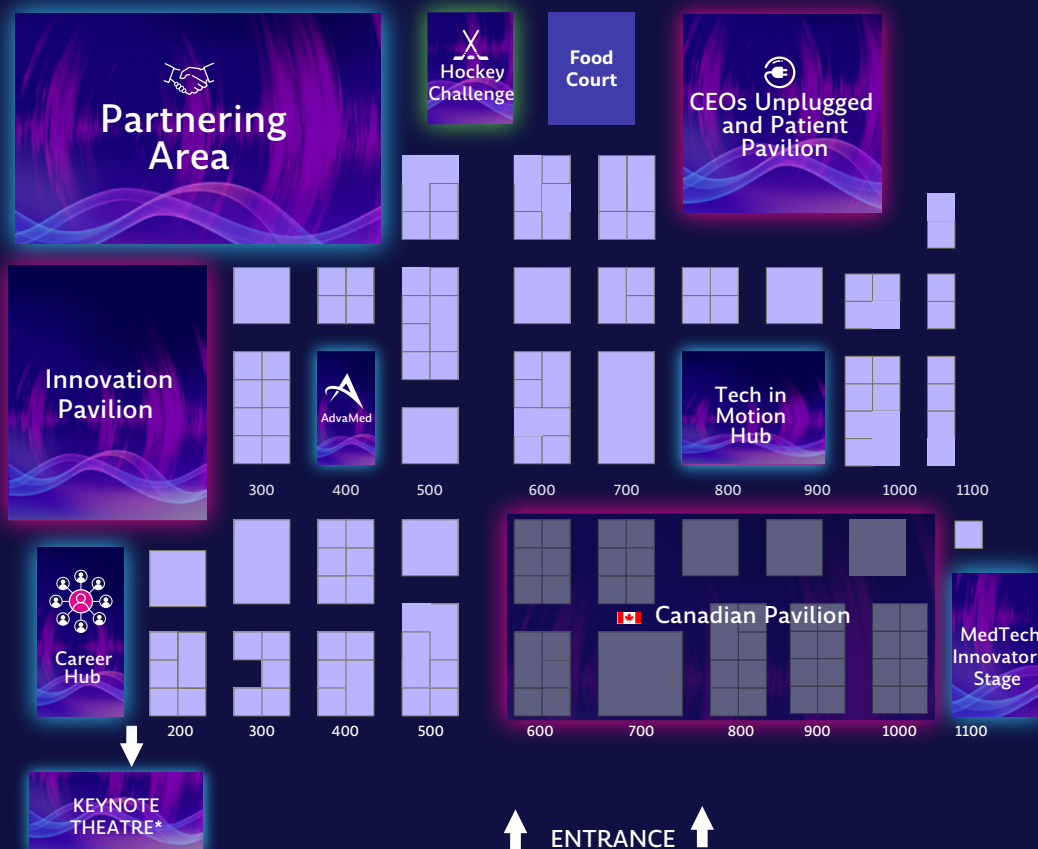 Partnering
Area
Hockey
Challenge
Food
Court
CEOs Unplugged
and Patient
Pavilion
Innovation
Pavilion
AdvaMed
Tech in
Motion
Hub
300 400 500 600 700 800 900 1000 1100
Career
Hub
Canadian Pavilion
MedTech
Innovator
Stage
200 300 400 500 600 700 800 900 1000 1100
KEYNOTE
THEATRE*
ENTRANCE